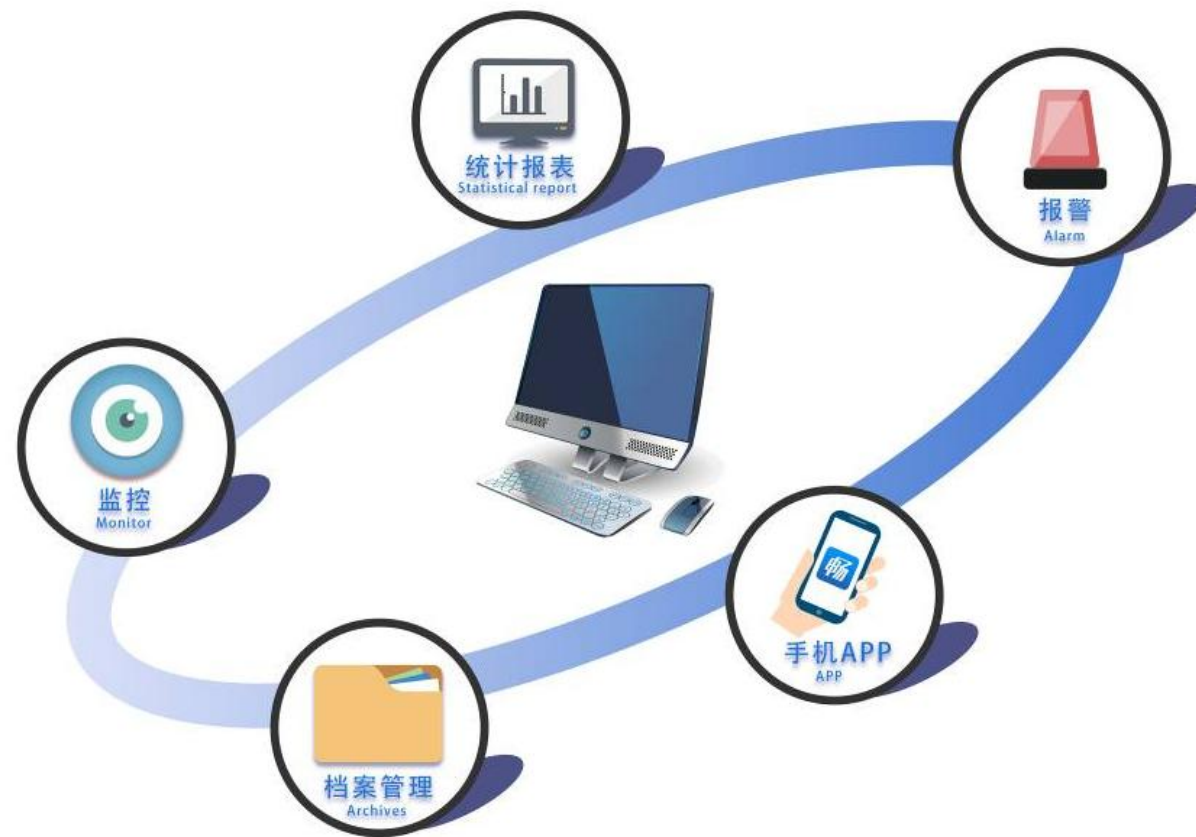 统计报表
Statistical report
报警
Alarm
监控
Monitor
畅
手机APP
APP
档案管理
Archives